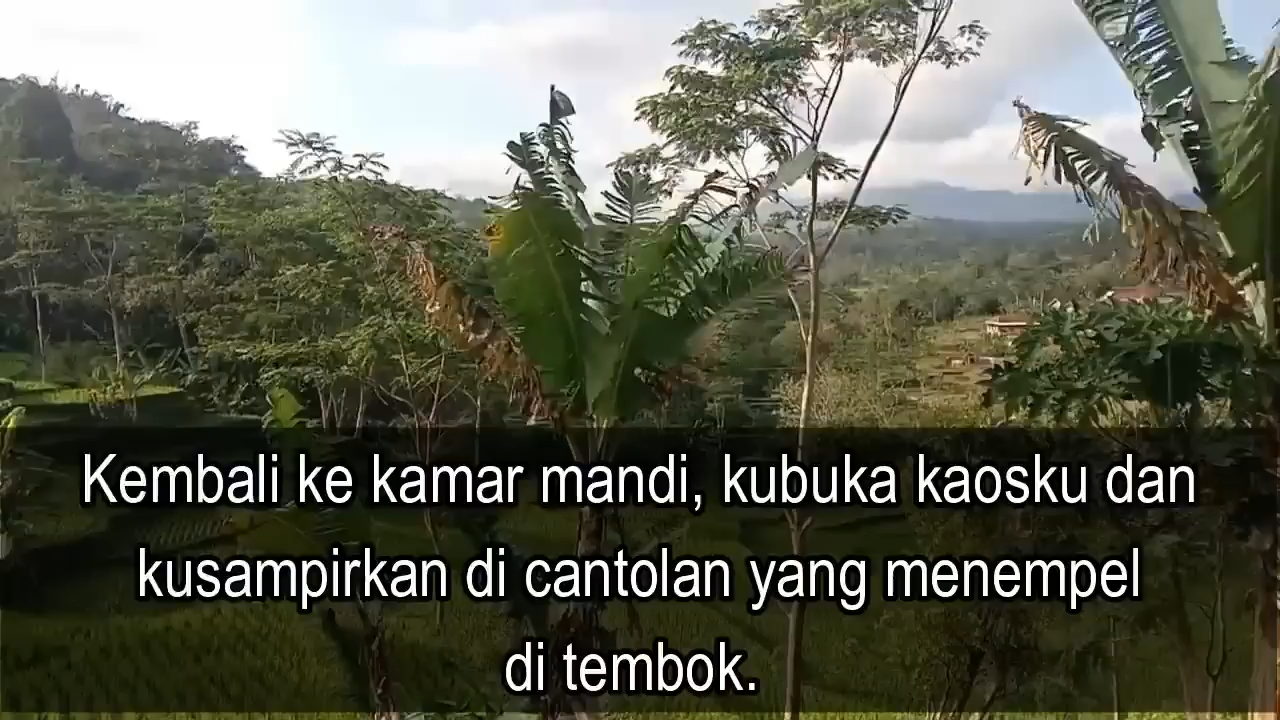 Kembali ke kamar mandi, kubuka kaosku dan
kusampirkan di cantolan yang menempel
di tembok.